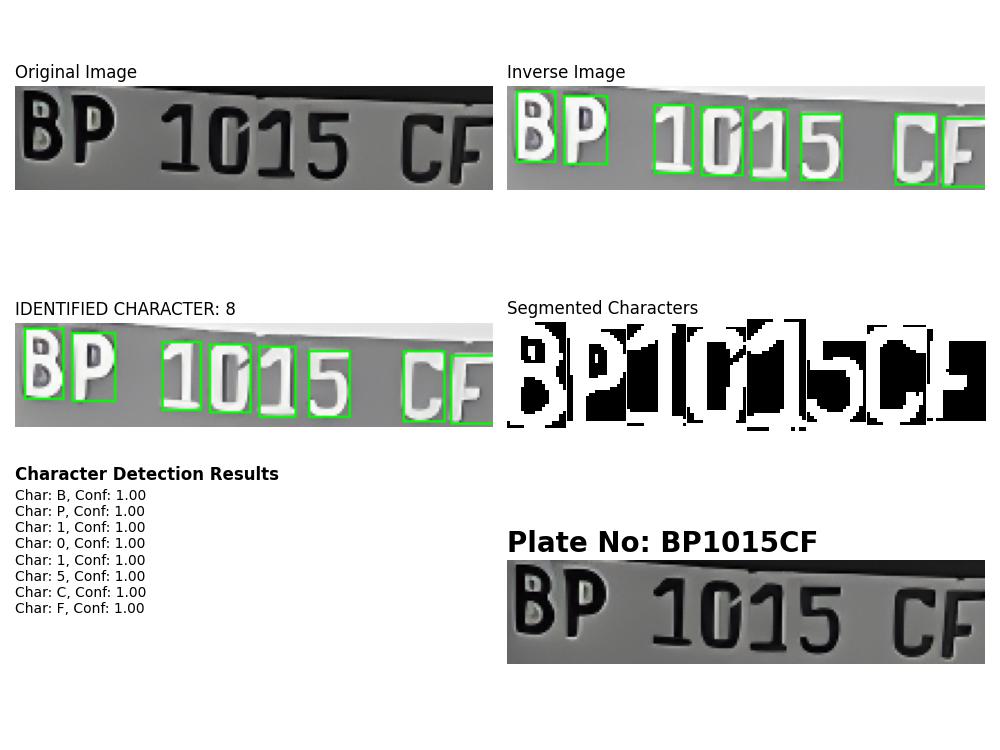 Original Image
BP 1015 CF
Inverse Image
BP 1015 CF
IDENTIFIED CHARACTER: 8
BP 1015 CF
Segmented Characters
BP1015CF
Character Detection Results
Char: B, Conf: 1.00
Char: P, Conf: 1.00
Char: 1, Conf: 1.00
Char: 0, Conf: 1.00
Char: 1, Conf: 1.00
Char: 5, Conf: 1.00
Char: C, Conf: 1.00
Char: F, Conf: 1.00
Plate No: BP1015CF
BP 1015 CF